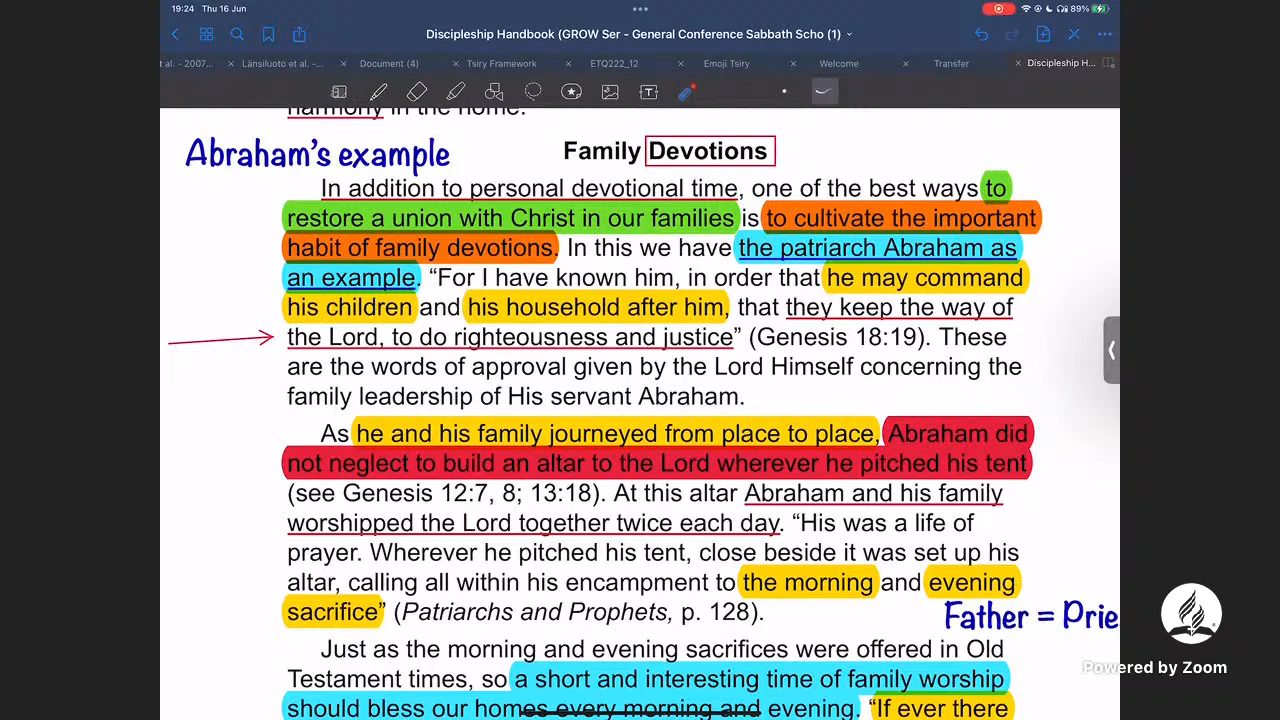 19:24 Thu 16 Jun
89%
Discipleship Handbook (GROW Ser - General Conference Sabbath Scho (1)
t al. - 2007...
Länsiluoto et al. -...
Document (4)
Tsiry Framework
ETQ222_12
Emoji Tsiry
Welcome
Transfer
Discipleship H...
harmony in the home.
Abraham's example
Family Devotions
In addition to personal devotional time, one of the best ways to
restore a union with Christ in our families is to cultivate the important
habit of family devotions. In this we have the patriarch Abraham as
an example. “For I have known him, in order that he may command
his children and his household after him, that they keep the way of
the Lord, to do righteousness and justice” (Genesis 18:19). These
are the words of approval given by the Lord Himself concerning the
family leadership of His servant Abraham.
As he and his family journeyed from place to place, Abraham did
not neglect to build an altar to the Lord wherever he pitched his tent
(see Genesis 12:7, 8; 13:18). At this altar Abraham and his family
worshipped the Lord together twice each day. “His was a life of
prayer. Wherever he pitched his tent, close beside it was set up his
altar, calling all within his encampment to the morning and evening
sacrifice” (Patriarchs and Prophets, p. 128).
Father = Prie
Powered by Zoom
Just as the morning and evening sacrifices were offered in Old
Testament times, so a short and interesting time of family worship
should bless our homes every morning and evening. “If ever there